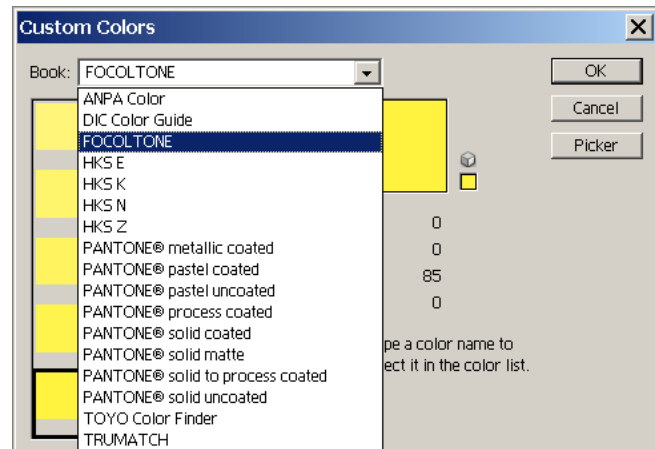 Custom Colors
Book: FOCOLTONE
OK
ANPA Color
Cancel
DIC Color Guide
FOCOLTONE
Picker
HKS E
HKS K
HKS N
HKS Z
0
PANTONE® metallic coated
0
PANTONE® pastel coated
85
PANTONE® pastel uncoated
0
PANTONE® process coated
PANTONE® solid coated
PANTONE® solid matte
pe a color name to
PANTONE® solid to process coated
ect it in the color list.
PANTONE® solid uncoated
TOYO Color Finder
TRUMATCH